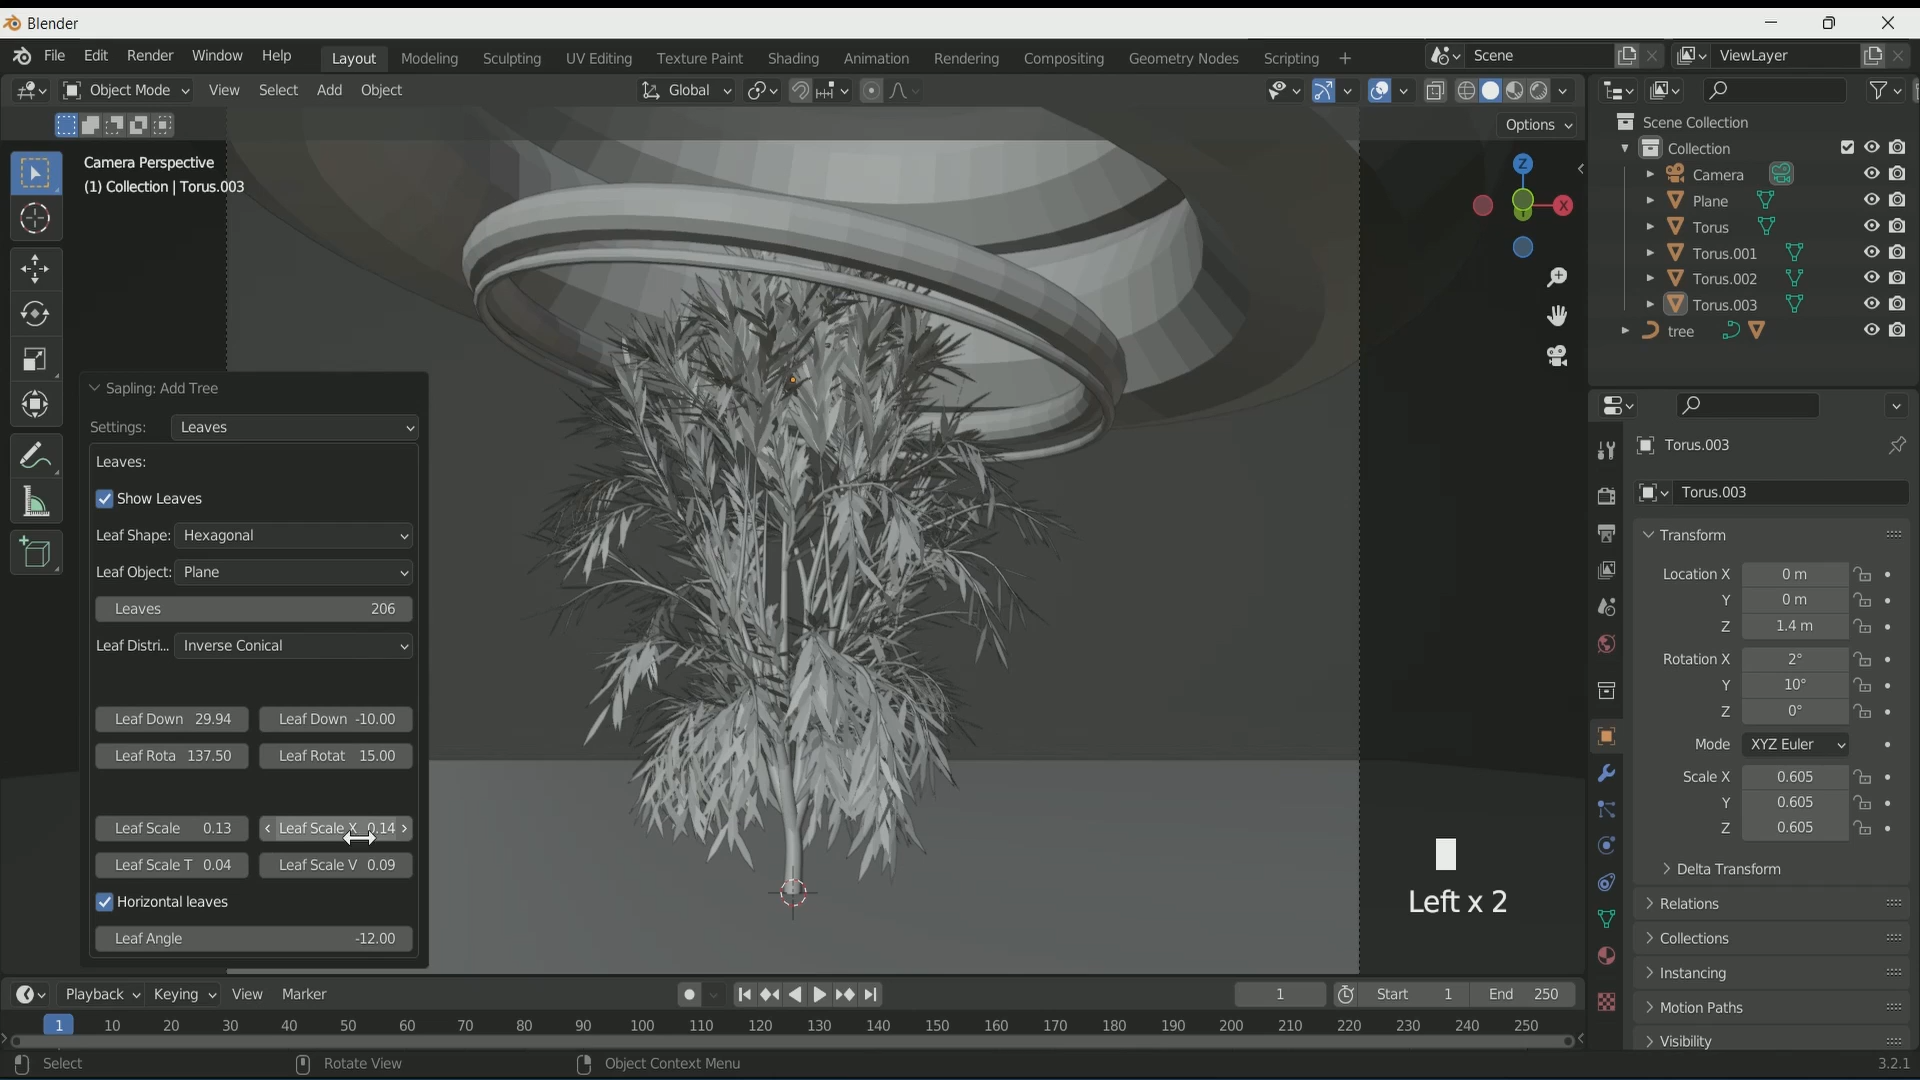 Blender
File Edit Render Window Help Layout Modeling Sculpting UV Editing Texture Paint Shading Animation Rendering Compositing Geometry Nodes Scripting + Scene ViewLayer
Object Mode View Select Add Object Global
Options
Camera Perspective
(1) Collection | Torus.003
Z
X
Y
Scene Collection
Collection
Camera
Plane
Torus
Torus.001
Torus.002
Torus.003
tree
Sapling: Add Tree
Settings: Leaves
Leaves:
Show Leaves
Leaf Shape: Hexagonal
Leaf Object: Plane
Leaves 206
Leaf Distri... Inverse Conical
Leaf Down 29.94 Leaf Down -10.00
Leaf Rota 137.50 Leaf Rotat 15.00
Leaf Scale 0.13 < Leaf Scale X 0.14 >
Leaf Scale T 0.04 Leaf Scale V 0.09
Horizontal leaves
Leaf Angle -12.00
Left x 2
Torus.003
Torus.003
Transform
Location X 0 m
Y 0 m
Z 1.4 m
Rotation X 2°
Y 10°
Z 0°
Mode XYZ Euler
Scale X 0.605
Y 0.605
Z 0.605
Delta Transform
Relations
Collections
Instancing
Motion Paths
Visibility
Playback Keying View Marker 1 Start 1 End 250
1 10 20 30 40 50 60 70 80 90 100 110 120 130 140 150 160 170 180 190 200 210 220 230 240 250
Select Rotate View Object Context Menu 3.2.1